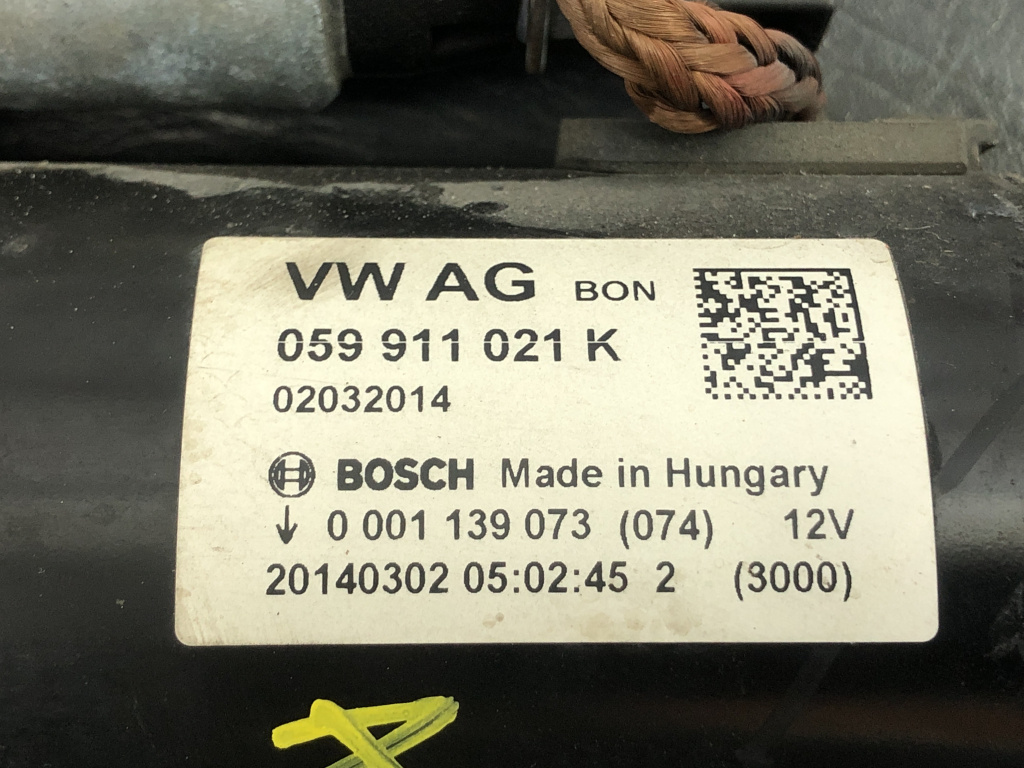 VW AG BON
059 911 021 K
02032014
BOSCH Made in Hungary
↓ 0 001 139 073 (074) 12V
20140302 05:02:45 2 (3000)